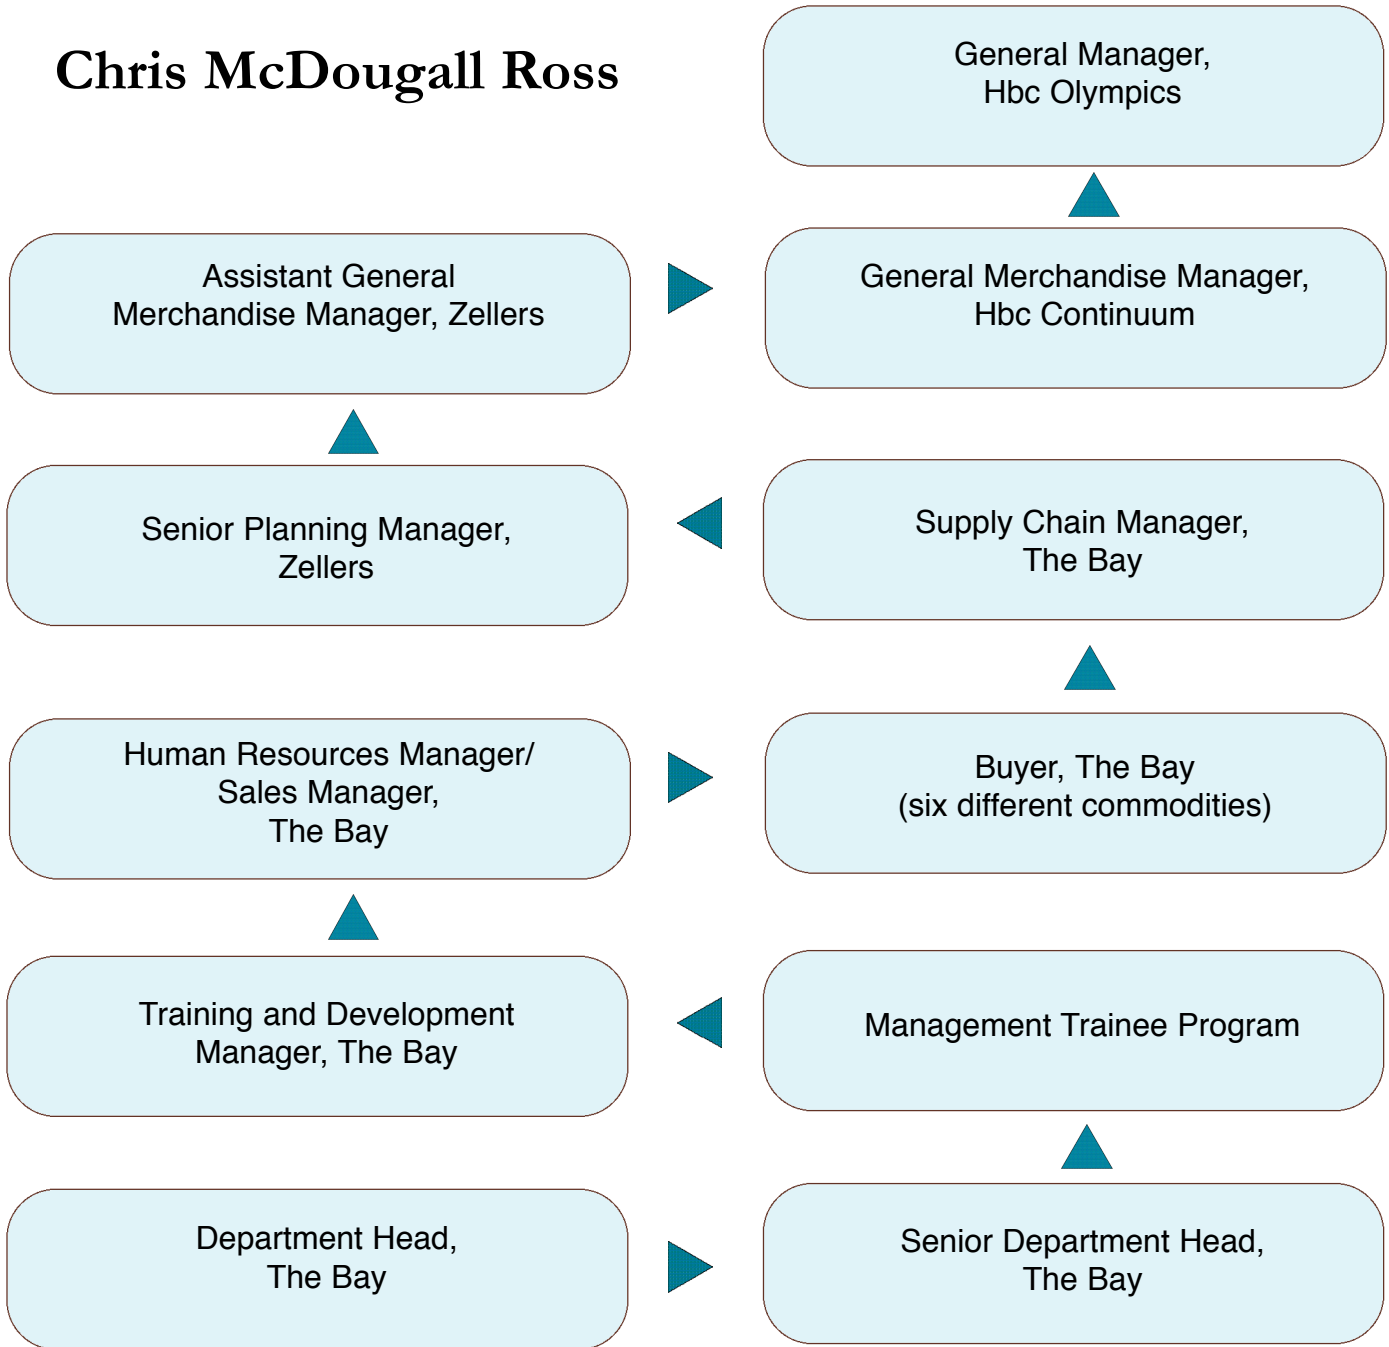 Chris McDougall Ross
General Manager,
Hbc Olympics
Assistant General
Merchandise Manager, Zellers
General Merchandise Manager,
Hbc Continuum
Senior Planning Manager,
Zellers
Supply Chain Manager,
The Bay
Human Resources Manager/
Sales Manager,
The Bay
Buyer, The Bay
(six different commodities)
Training and Development
Manager, The Bay
Management Trainee Program
Department Head,
The Bay
Senior Department Head,
The Bay